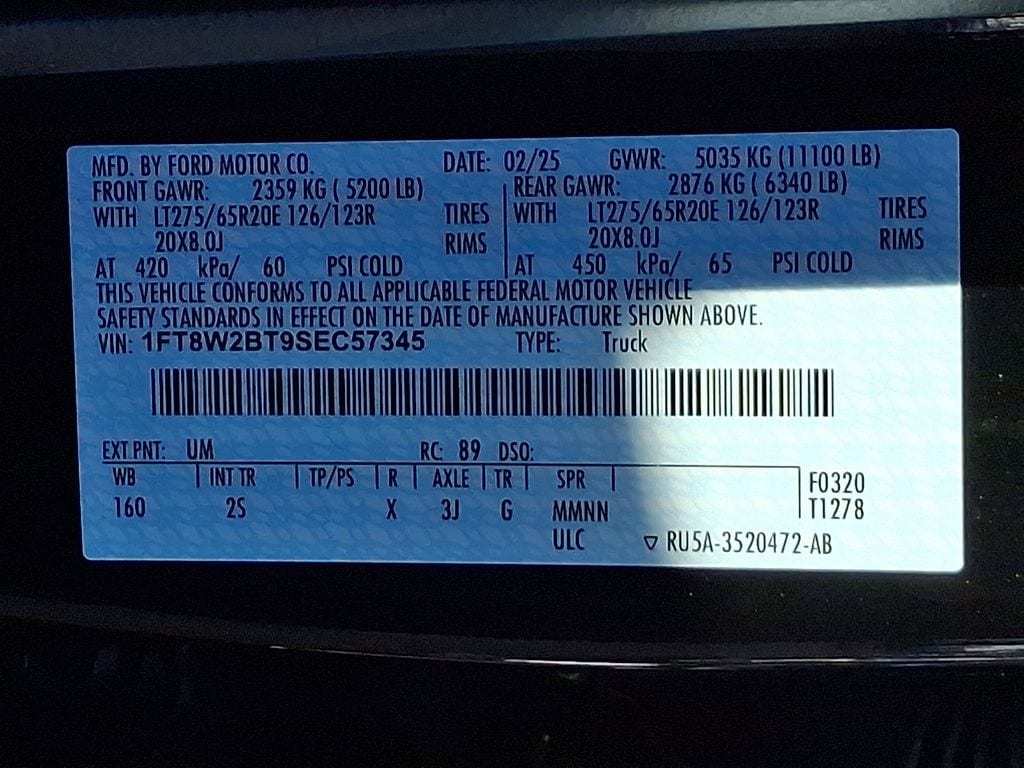 MFD. BY FORD MOTOR CO. DATE: 02/25 GVWR: 5035 KG (11100 LB)
FRONT GAWR: 2359 KG ( 5200 LB) REAR GAWR: 2876 KG ( 6340 LB)
WITH LT275/65R20E 126/123R TIRES WITH LT275/65R20E 126/123R TIRES
20X8.0J RIMS 20X8.0J RIMS
AT 420 kPa/ 60 PSI COLD AT 450 kPa/ 65 PSI COLD
THIS VEHICLE CONFORMS TO ALL APPLICABLE FEDERAL MOTOR VEHICLE
SAFETY STANDARDS IN EFFECT ON THE DATE OF MANUFACTURE SHOWN ABOVE.
VIN: 1FT8W2BT9SEC57345 TYPE: Truck
EXT PNT: UM RC: 89 DSO:
WB INT TR TP/PS R AXLE TR SPR F0320
160 2S X 3J G MMNN T1278
ULC ▽ RU5A-3520472-AB